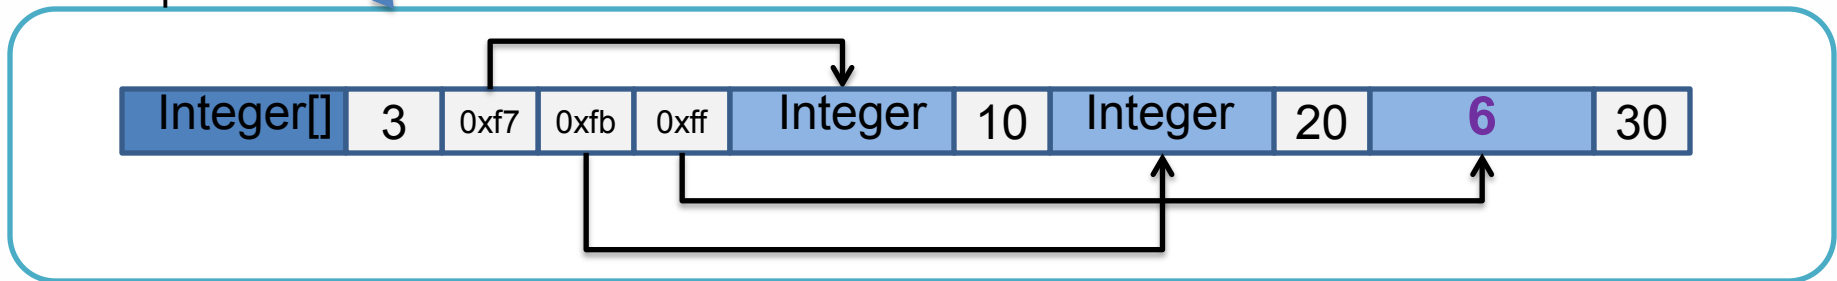 Integer[] 3 0xf7 0xfb 0xff Integer 10 Integer 20 6 30